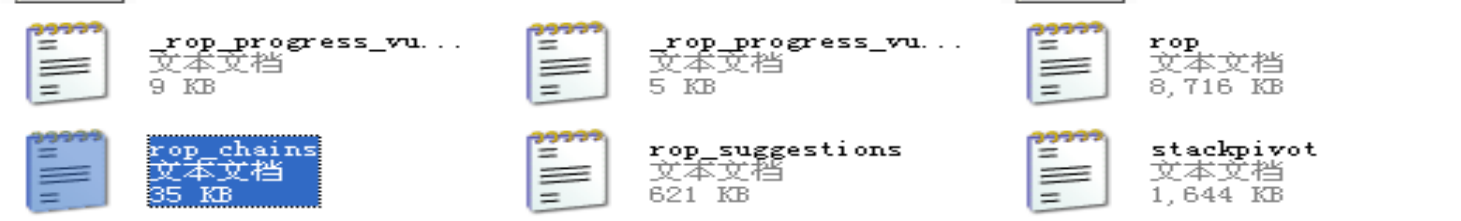 _rop_progress_vu...
文本文档
9 KB
_rop_progress_vu...
文本文档
5 KB
rop
文本文档
8,716 KB
rop_chains
文本文档
35 KB
rop_suggestions
文本文档
621 KB
stackpivot
文本文档
1,644 KB